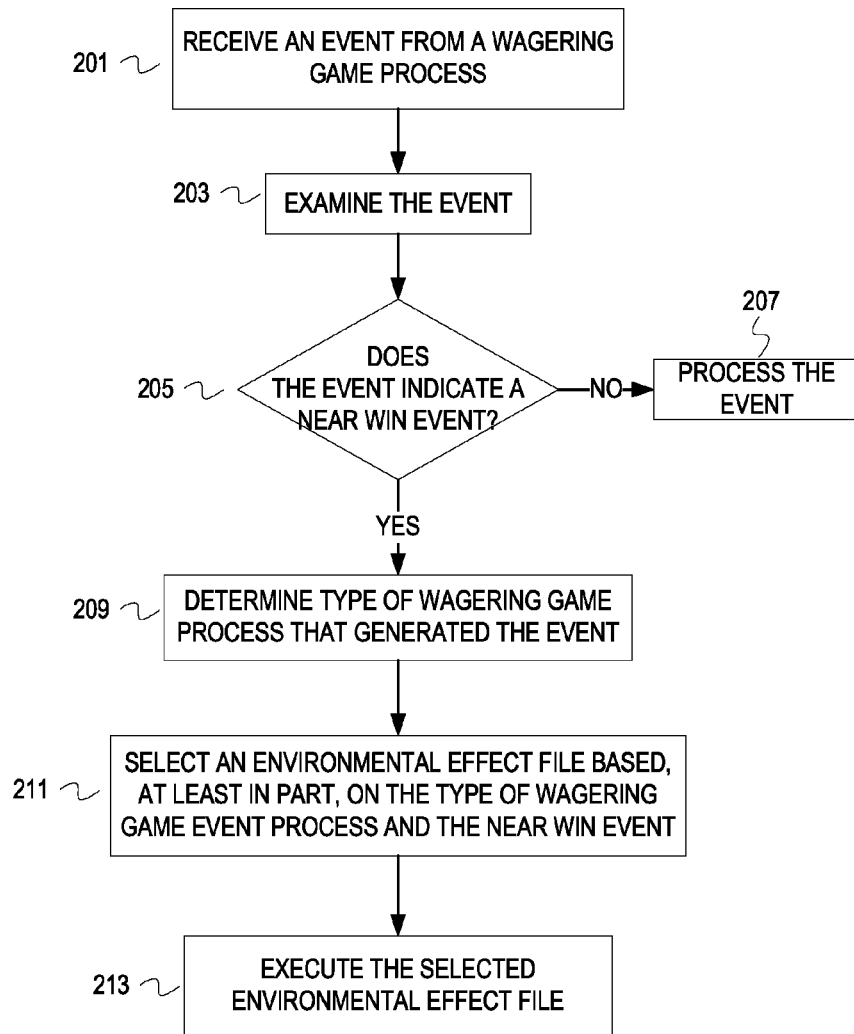 201
RECEIVE AN EVENT FROM A WAGERING
GAME PROCESS
203
EXAMINE THE EVENT
205
DOES
THE EVENT INDICATE A
NEAR WIN EVENT?
NO
207
PROCESS THE
EVENT
YES
209
DETERMINE TYPE OF WAGERING GAME
PROCESS THAT GENERATED THE EVENT
211
SELECT AN ENVIRONMENTAL EFFECT FILE BASED,
AT LEAST IN PART, ON THE TYPE OF WAGERING
GAME EVENT PROCESS AND THE NEAR WIN EVENT
213
EXECUTE THE SELECTED
ENVIRONMENTAL EFFECT FILE